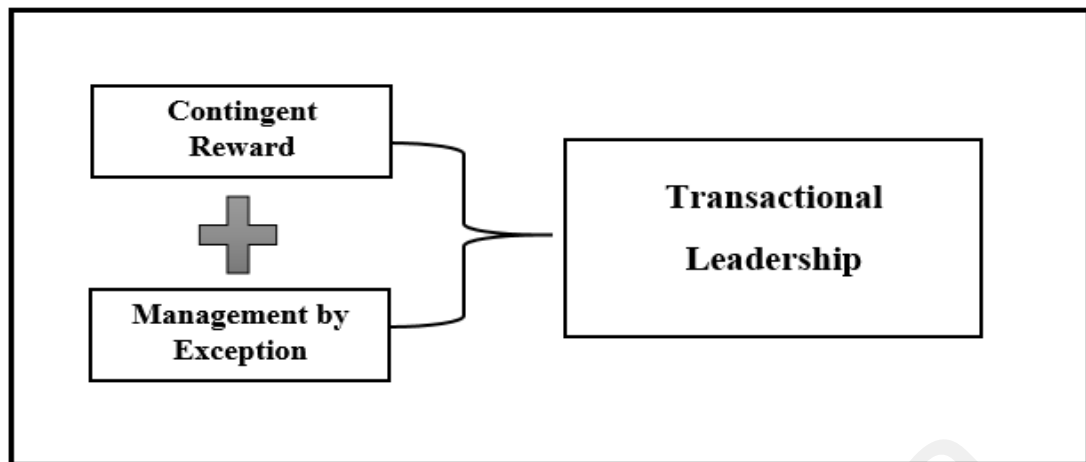 Contingent
Reward
Management by
Exception
Transactional
Leadership